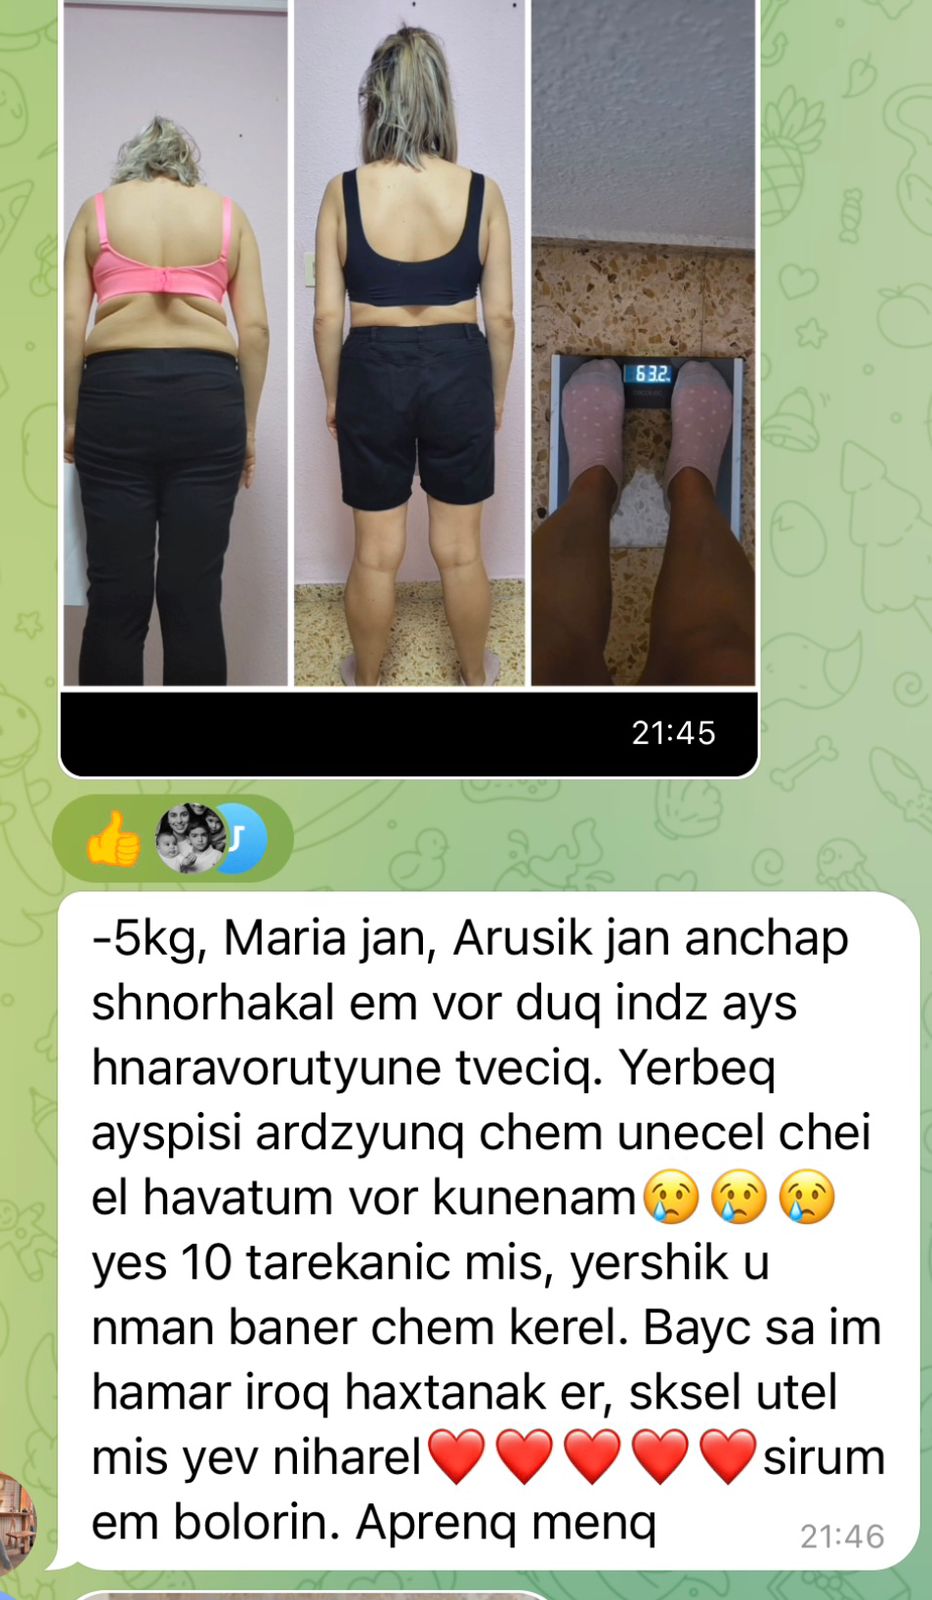 63.2
21:45
-5kg, Maria jan, Arusik jan anchap
shnorhakal em vor duq indz ays
hnaravorutyune tveciq. Yerbeq
ayspisi ardzyunq chem unecel chei
el havatum vor kunenam😢😢😢
yes 10 tarekanic mis, yershik u
nman baner chem kerel. Bayc sa im
hamar iroq haxtanak er, sksel utel
mis yev niharel❤️❤️❤️❤️❤️sirum
em bolorin. Aprenq menq
21:46